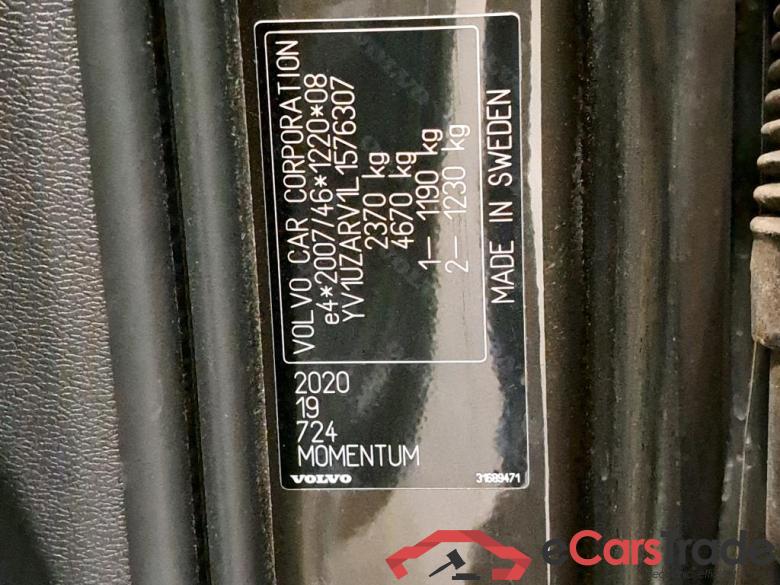 VOLVO CAR CORPORATION
e4*2007/46*1220*08
YV1UZARV1L1576307
2370 kg
4670 kg
1– 1190 kg
2– 1230 kg
MADE IN SWEDEN
2020
19
724
MOMENTUM
VOLVO
31689471
eCarsTrade